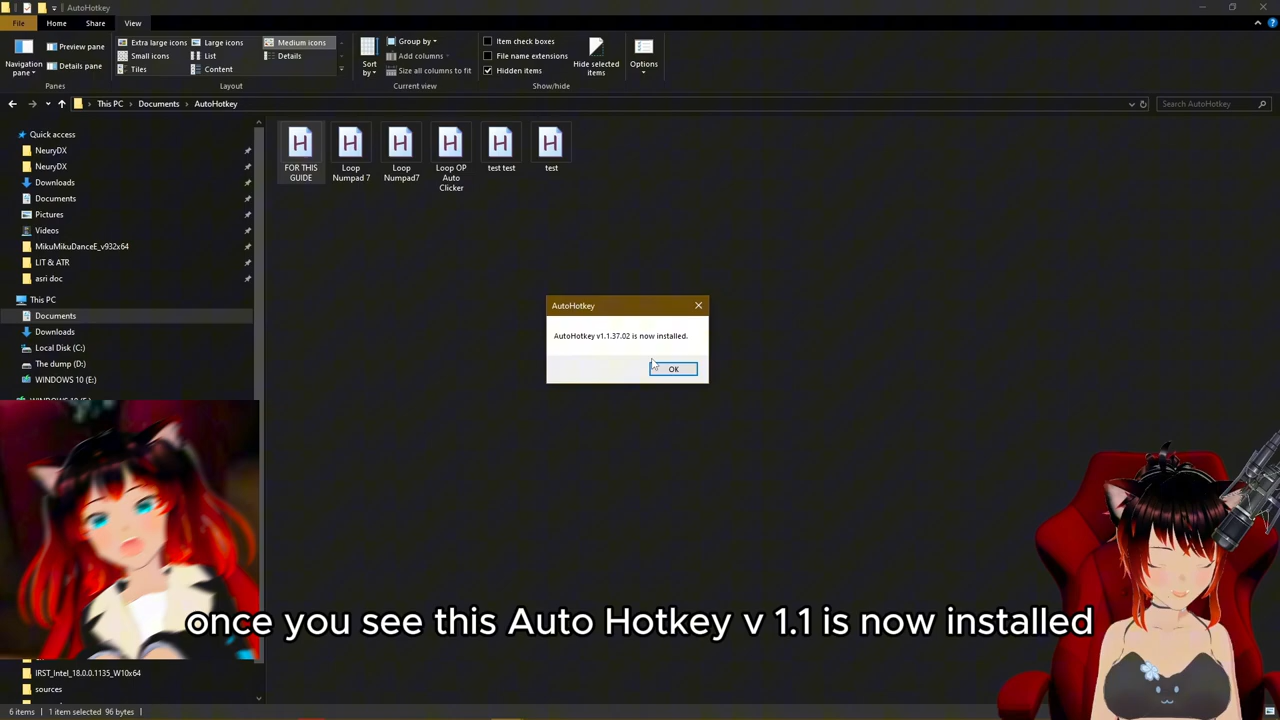 AutoHotkey
File
Home
Share
View
Navigation pane
Preview pane
Details pane
Panes
Extra large icons
Large icons
Medium icons
Small icons
List
Details
Tiles
Content
Layout
Sort by
Group by
Add columns
Size all columns to fit
Current view
Item check boxes
File name extensions
Hidden items
Hide selected items
Show/hide
Options
This PC > Documents > AutoHotkey
Search AutoHotkey
Quick access
NeuryDX
NeuryDX
Downloads
Documents
Pictures
Videos
MikuMikuDanceE_v932x64
LIT & ATR
asri doc
This PC
Documents
Downloads
Local Disk (C:)
The dump (D:)
WINDOWS 10 (E:)
IRST_Intel_18.0.0.1135_W10x64
sources
FOR THIS GUIDE
Loop Numpad 7
Loop Numpad7
Loop OP Auto Clicker
test test
test
AutoHotkey
AutoHotkey v1.1.37.02 is now installed.
OK
once you see this Auto Hotkey v 1.1 is now installed
6 items
1 item selected 96 bytes